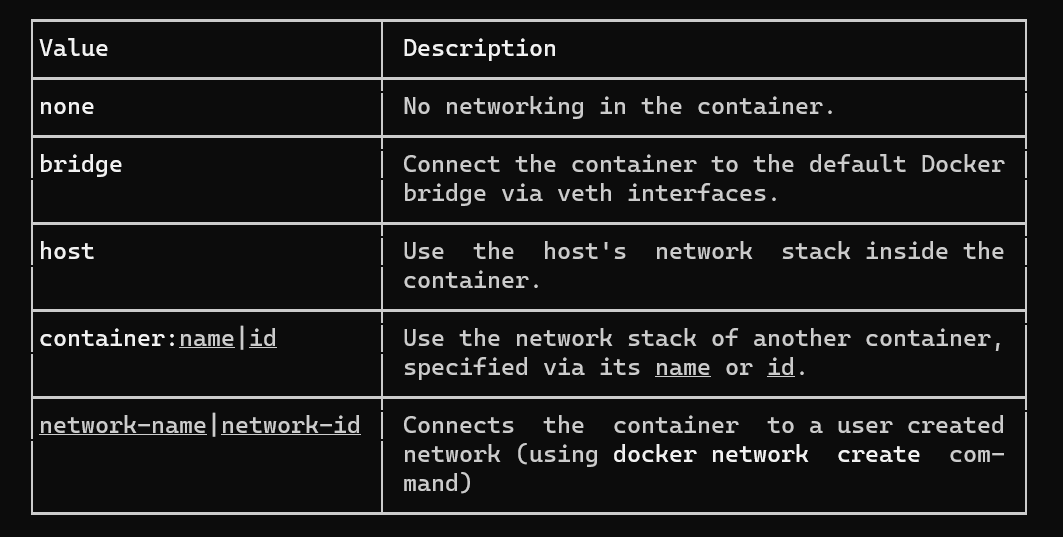 Value Description
none No networking in the container.
bridge Connect the container to the default Docker
bridge via veth interfaces.
host Use the host's network stack inside the
container.
container:name|id Use the network stack of another container,
specified via its name or id.
network-name|network-id Connects the container to a user created
network (using docker network create com-
mand)